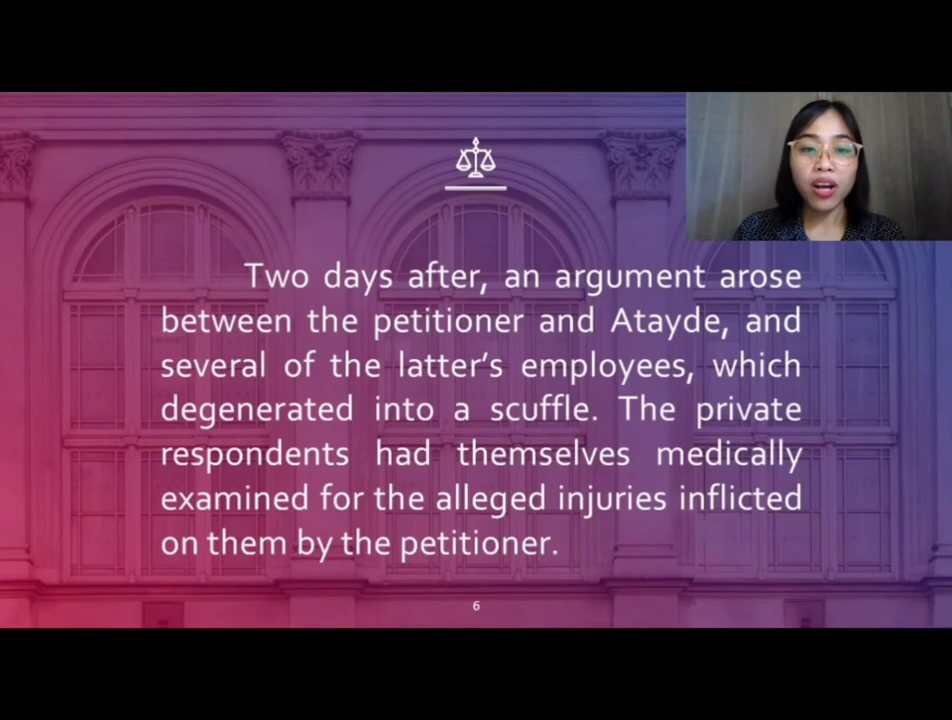 Two days after, an argument arose
between the petitioner and Atayde, and
several of the latter’s employees, which
degenerated into a scuffle. The private
respondents had themselves medically
examined for the alleged injuries inflicted
on them by the petitioner.
6